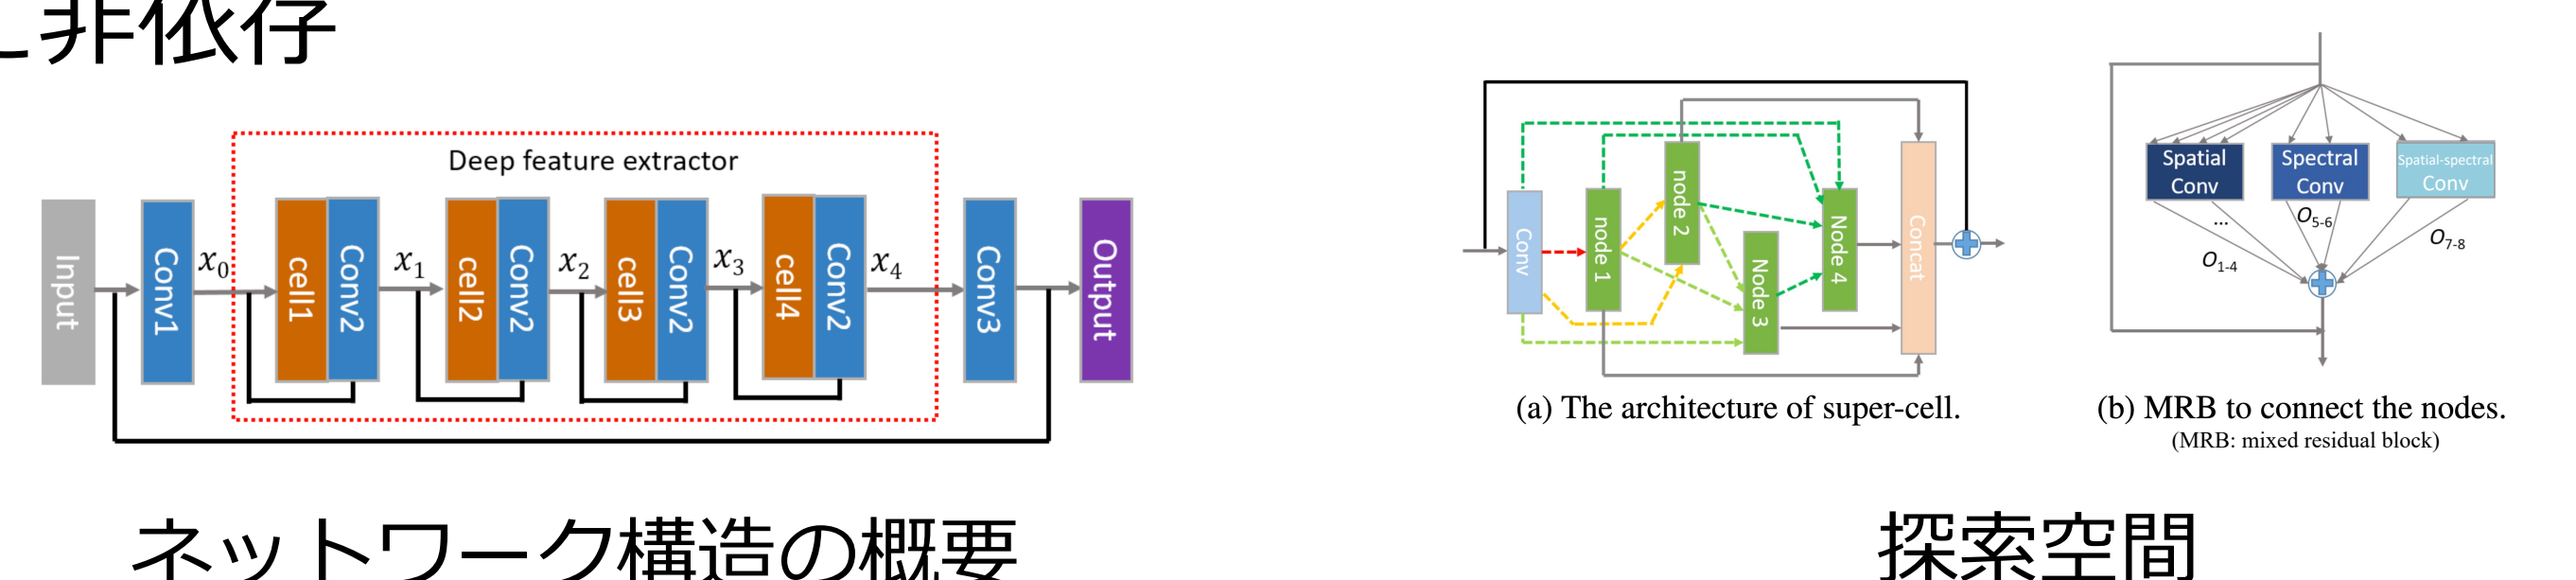 に非依存
Deep feature extractor
Input
Conv1
x0
cell1
Conv2
x1
cell2
Conv2
x2
cell3
Conv2
x3
cell4
Conv2
x4
Conv3
Output
ネットワーク構造の概要
Conv
node 1
node 2
Node 3
Node 4
Concat
(a) The architecture of super-cell.
Spatial
Conv
Spectral
Conv
Spatial-spectral
Conv
...
O1-4
O5-6
O7-8
(b) MRB to connect the nodes.
(MRB: mixed residual block)
探索空間